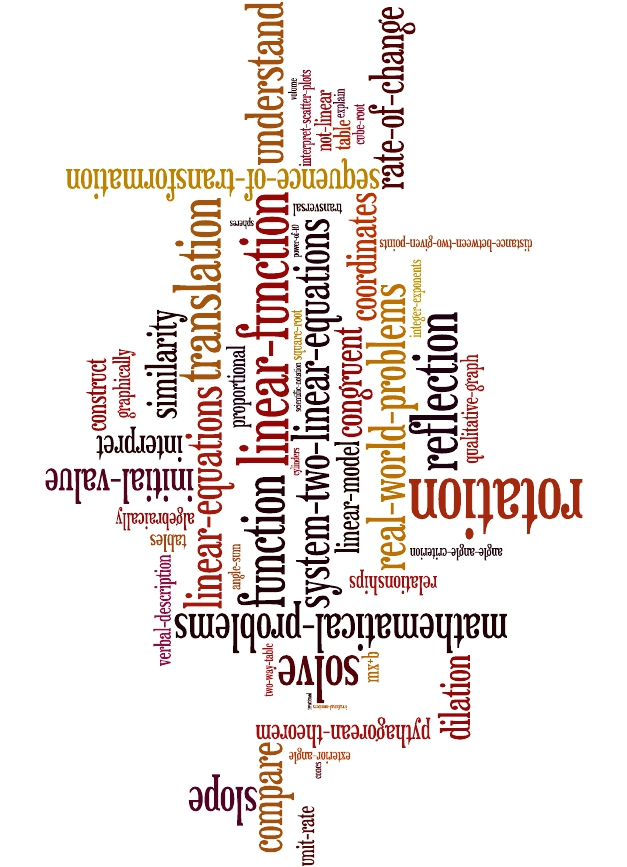 understand
rate-of-change
volume
interpret-scatter-plots
not-linear
table
explain
cube-root
sequence-of-transformation
translation
spheres
linear-function
transversal
power-of-10
coordinates
distance-between-two-given-points
system-two-linear-equations
integer-exponents
real-world-problems
similarity
square-root
reflection
congruent
construct
graphically
proportional
scientific-notation
qualitative-graph
linear-equations
interpret
initial-value
cylinders
linear-model
function
rotation
algebraically
tables
angle-sum
angle-angle-criterion
verbal-description
relationships
mathematical-problems
two-way-table
solve
mx+b
dilation
pythagorean-theorem
compare
exterior-angle
cones
slope
unit-rate